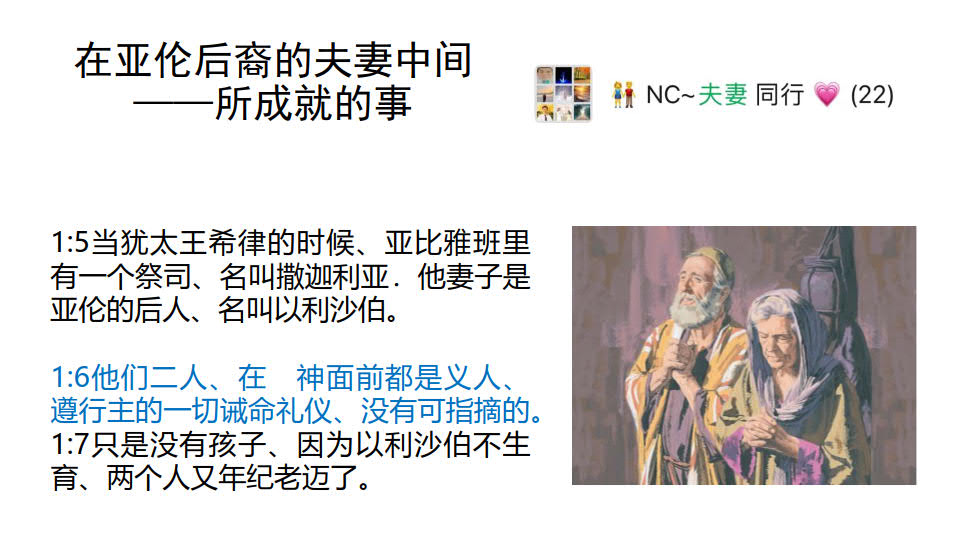 在亚伦后裔的夫妻中间
——所成就的事
NC~夫妻 同行 (22)
1:5当犹太王希律的时候、亚比雅班里
有一个祭司、名叫撒迦利亚．他妻子是
亚伦的后人、名叫以利沙伯。
1:6他们二人、在　神面前都是义人、
遵行主的一切诫命礼仪、没有可指摘的。
1:7只是没有孩子、因为以利沙伯不生
育、两个人又年纪老迈了。